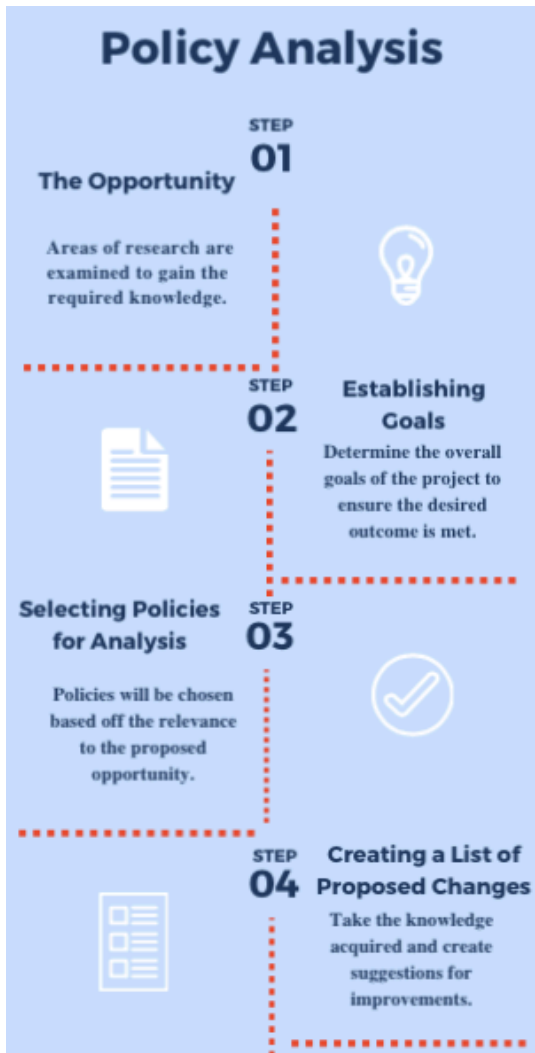 Policy Analysis
STEP
01
The Opportunity
Areas of research are
examined to gain the
required knowledge.
STEP
02
Establishing
Goals
Determine the overall
goals of the project to
ensure the desired
outcome is met.
Selecting Policies
for Analysis
STEP
03
Policies will be chosen
based off the relevance
to the proposed
opportunity.
STEP
04
Creating a List of
Proposed Changes
Take the knowledge
acquired and create
suggestions for
improvements.